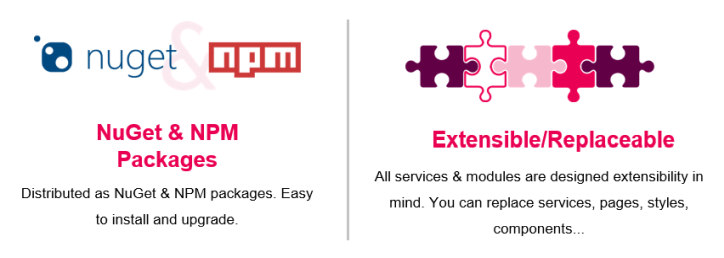 nuget & npm
NuGet & NPM
Packages
Distributed as NuGet & NPM packages. Easy
to install and upgrade.
Extensible/Replaceable
All services & modules are designed extensibility in
mind. You can replace services, pages, styles,
components...